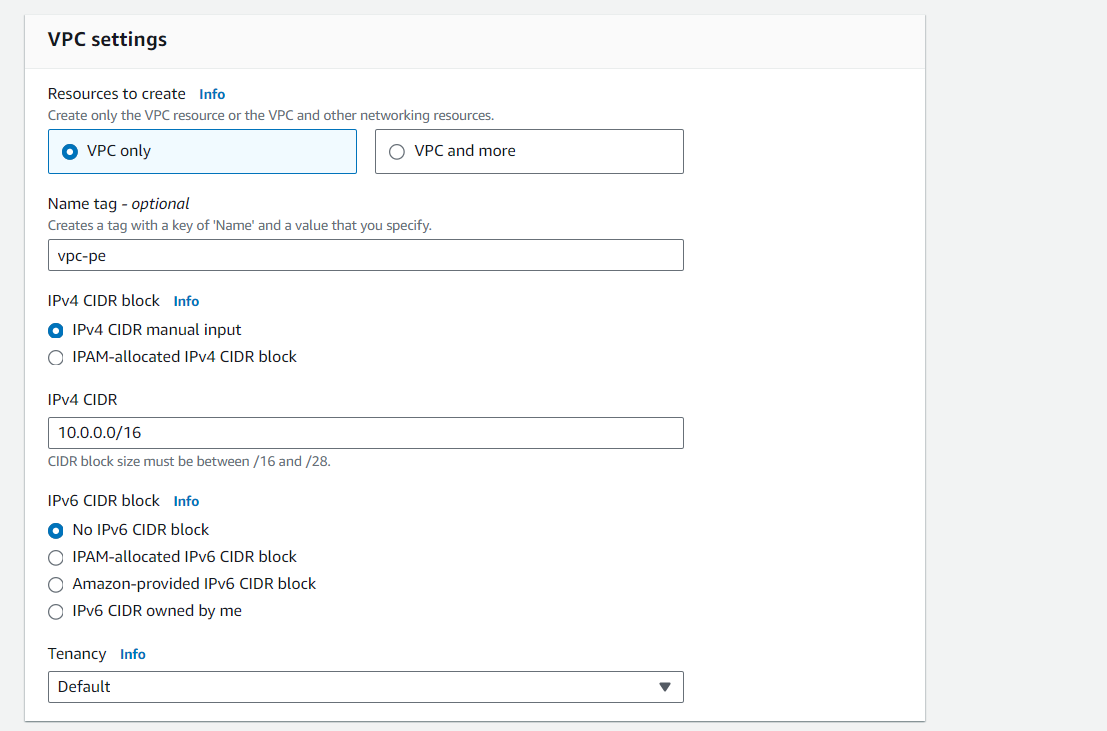 VPC settings
Resources to create Info
Create only the VPC resource or the VPC and other networking resources.
VPC only VPC and more
Name tag - optional
Creates a tag with a key of 'Name' and a value that you specify.
vpc-pe
IPv4 CIDR block Info
IPv4 CIDR manual input
IPAM-allocated IPv4 CIDR block
IPv4 CIDR
10.0.0.0/16
CIDR block size must be between /16 and /28.
IPv6 CIDR block Info
No IPv6 CIDR block
IPAM-allocated IPv6 CIDR block
Amazon-provided IPv6 CIDR block
IPv6 CIDR owned by me
Tenancy Info
Default